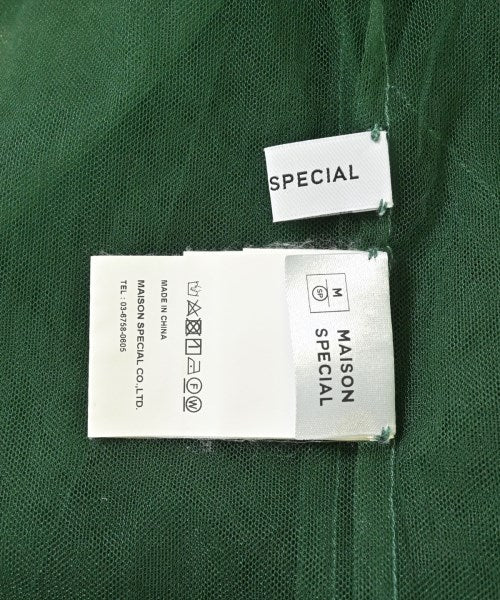 SPECIAL
M
SP
MAISON
SPECIAL
F
W
MADE IN CHINA
MAISON SPECIAL CO.,LTD.
TEL : 03-6758-0605